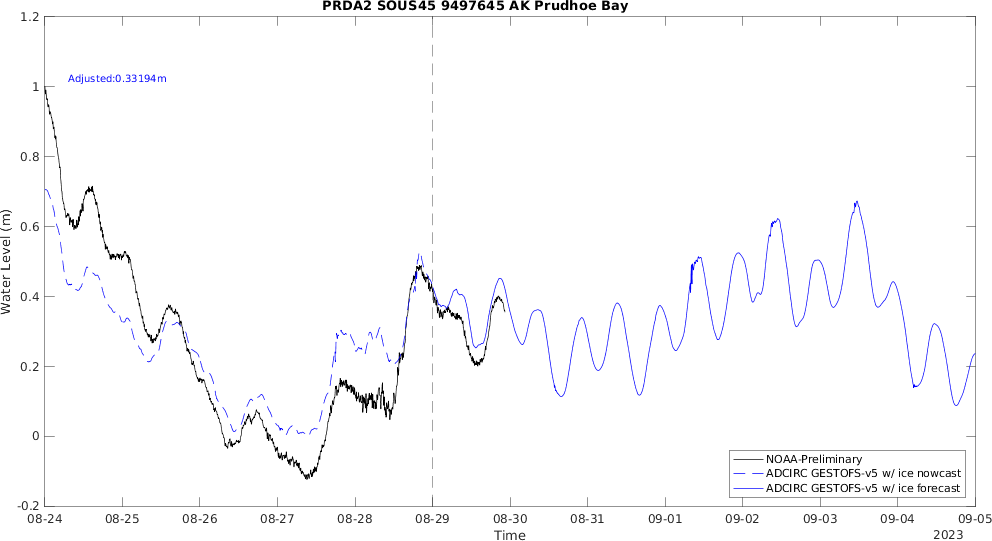 PRDA2 SOUS45 9497645 AK Prudhoe Bay
1.2
Adjusted:0.33194m
1
0.8
0.6
0.4
0.2
0
-0.2
Water Level (m)
NOAA-Preliminary
ADCIRC GESTOFS-v5 w/ ice nowcast
ADCIRC GESTOFS-v5 w/ ice forecast
08-24 08-25 08-26 08-27 08-28 08-29 08-30 08-31 09-01 09-02 09-03 09-04 09-05
Time
2023